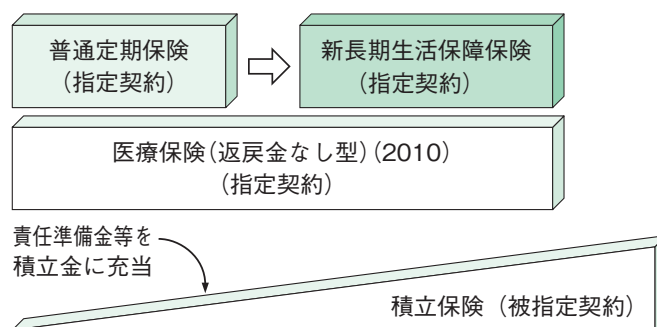 普通定期保険
（指定契約）
新長期生活保障保険
（指定契約）
医療保険（返戻金なし型）（2010）
（指定契約）
責任準備金等を
積立金に充当
積立保険（被指定契約）